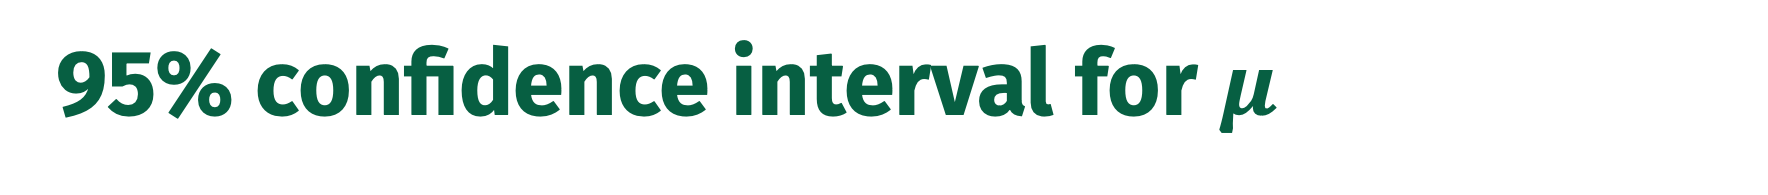 95% confidence interval for μ